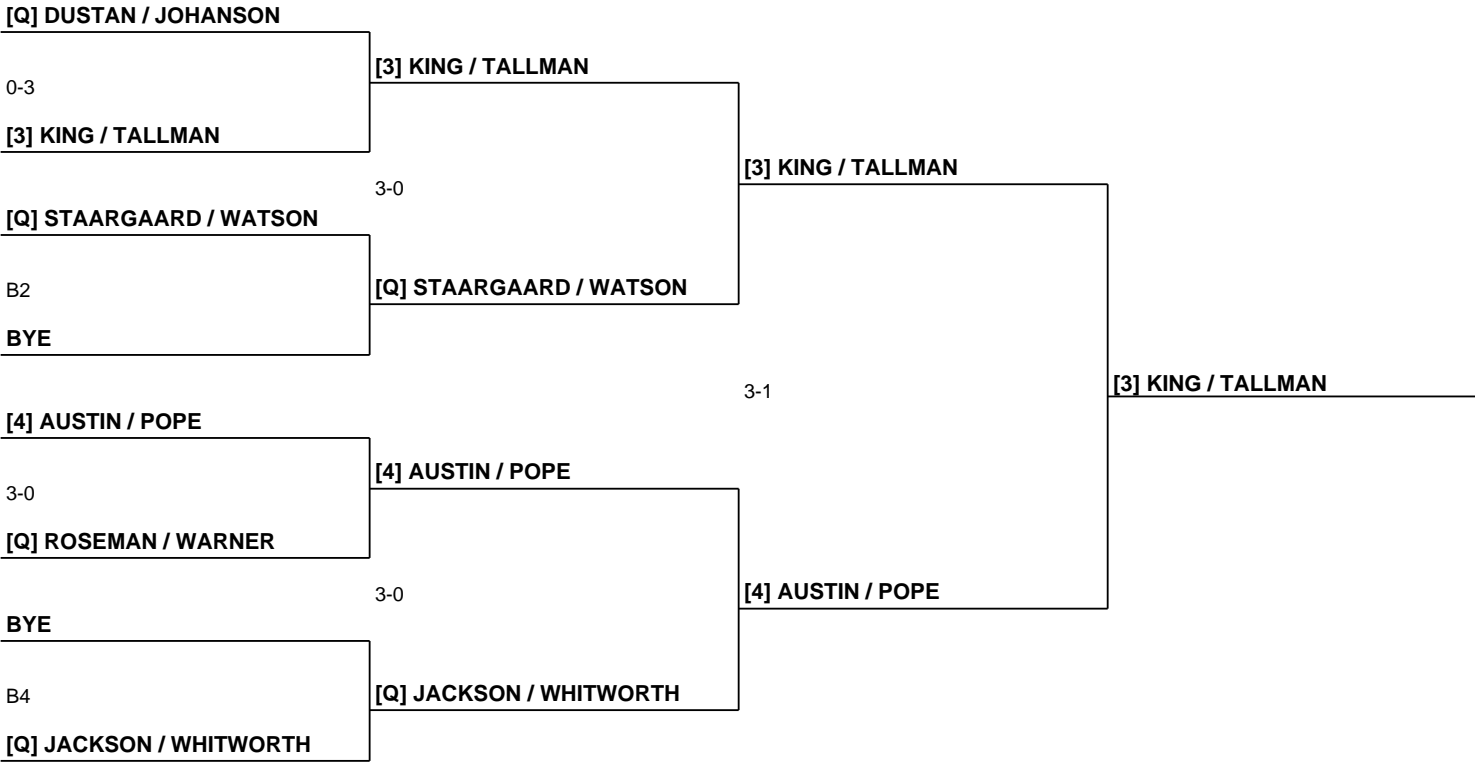 [Q] DUSTAN / JOHANSON
0-3
[3] KING / TALLMAN
[Q] STAARGAARD / WATSON
B2
BYE
[4] AUSTIN / POPE
3-0
[Q] ROSEMAN / WARNER
BYE
B4
[Q] JACKSON / WHITWORTH
[3] KING / TALLMAN
3-0
[Q] STAARGAARD / WATSON
[4] AUSTIN / POPE
3-0
[Q] JACKSON / WHITWORTH
[3] KING / TALLMAN
3-1
[4] AUSTIN / POPE
[3] KING / TALLMAN